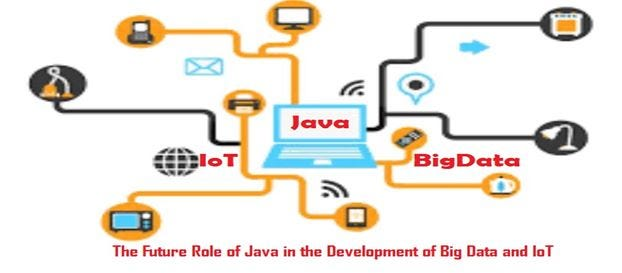 Java
IoT
BigData
The Future Role of Java in the Development of Big Data and IoT